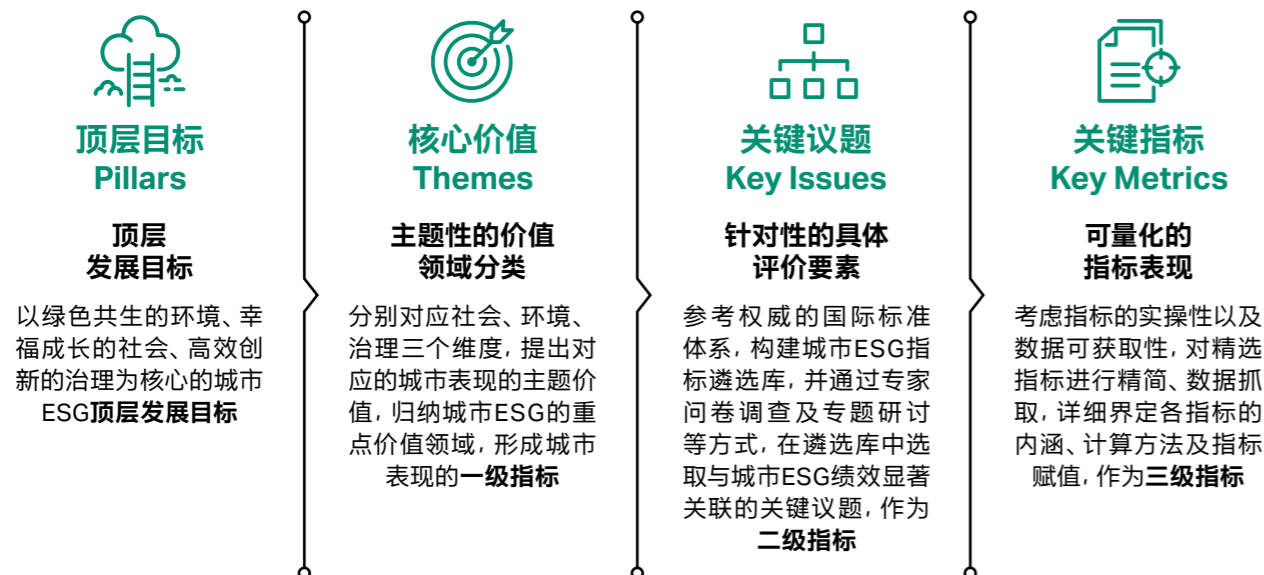 顶层目标
Pillars
顶层
发展目标
以绿色共生的环境、幸
福成长的社会、高效创
新的治理为核心的城市
ESG顶层发展目标
核心价值
Themes
主题性的价值
领域分类
分别对应社会、环境、
治理三个维度，提出对
应的城市表现的主题价
值，归纳城市ESG的重
点价值领域，形成城市
表现的一级指标
关键议题
Key Issues
针对性的具体
评价要素
参考权威的国际标准
体系，构建城市ESG指
标遴选库，并通过专家
问卷调查及专题研讨
等方式，在遴选库中选
取与城市ESG绩效显著
关联的关键议题，作为
二级指标
关键指标
Key Metrics
可量化的
指标表现
考虑指标的实操性以及
数据可获取性，对精选
指标进行精简、数据抓
取，详细界定各指标的
内涵、计算方法及指标
赋值，作为三级指标